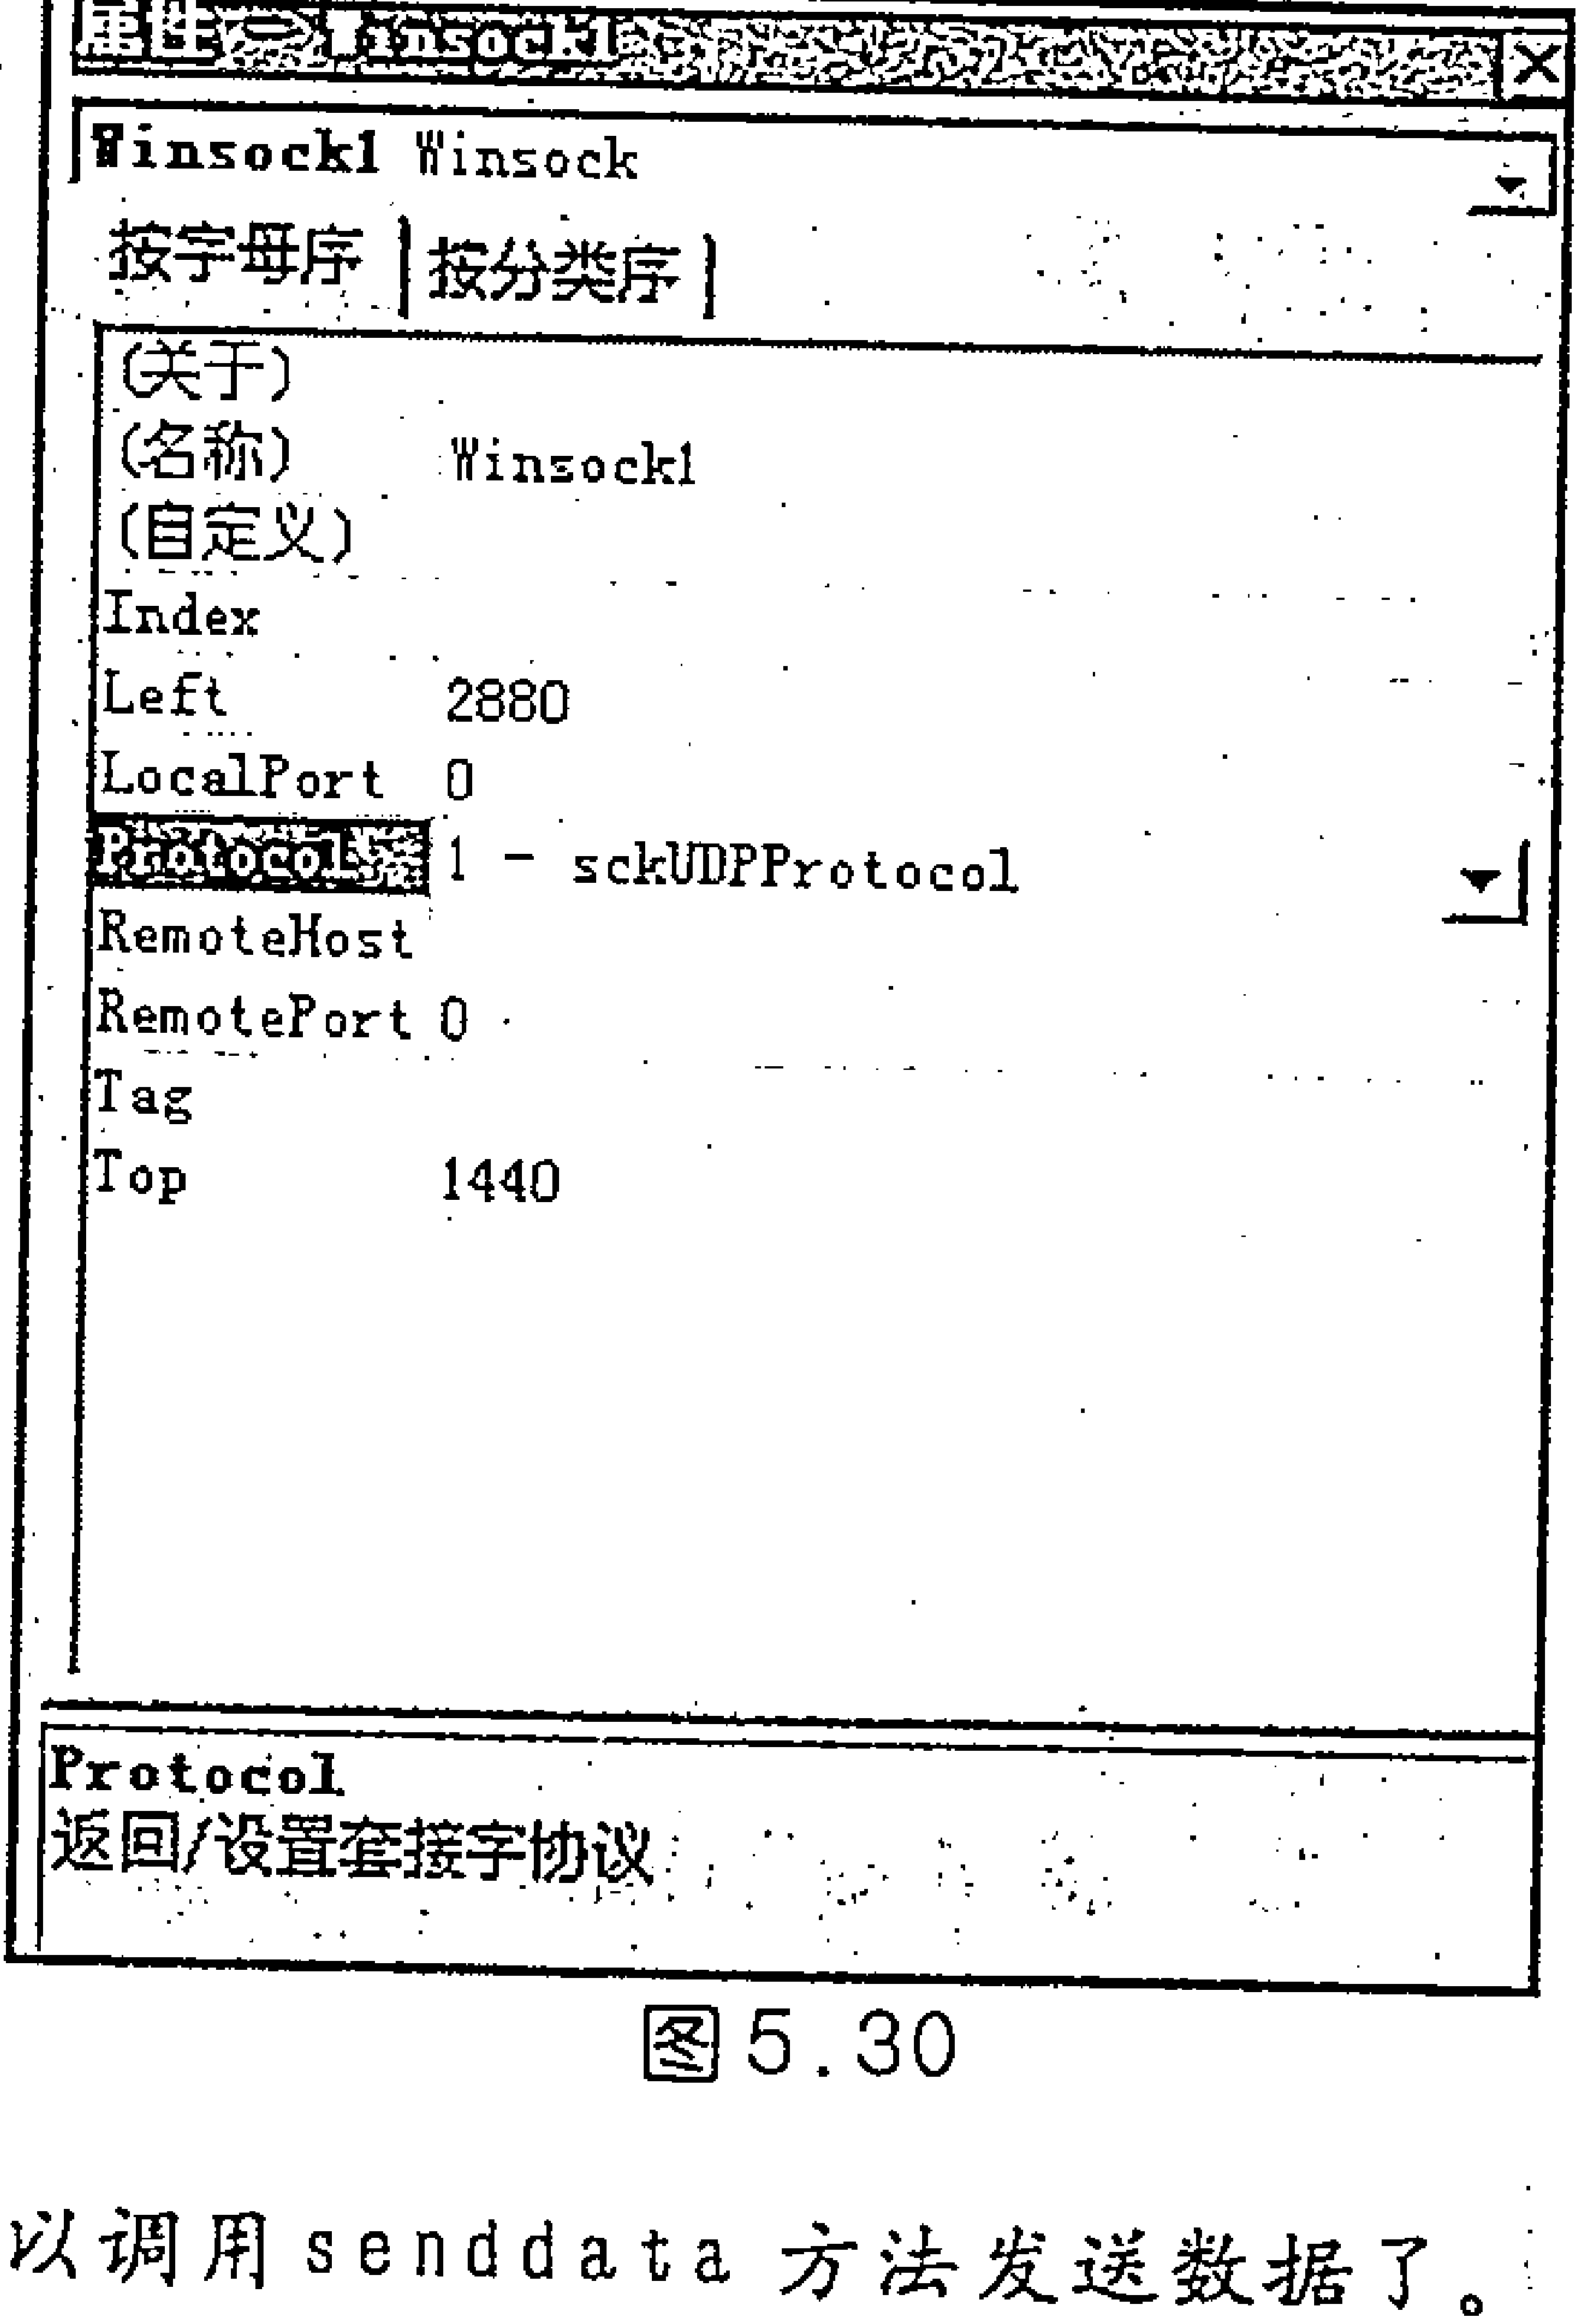 属性 - Winsock1
Winsock1 Winsock
按字母序 按分类序
(关于)
(名称) Winsock1
(自定义)
Index
Left 2880
LocalPort 0
Protocol 1 - sckUDPProtocol
RemoteHost
RemotePort 0
Tag
Top 1440
Protocol
返回/设置套接字协议
图 5.30
以调用senddata 方法发送数据了。